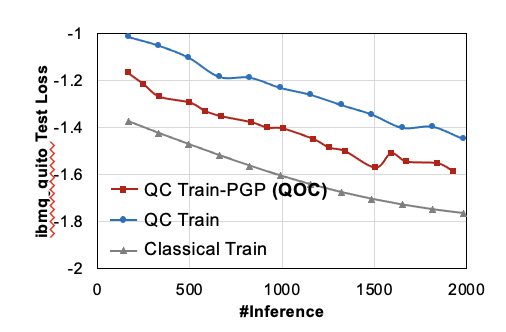 -1
-1.2
-1.4
-1.6
-1.8
-2
ibmq_quito Test Loss
QC Train-PGP (QOC)
QC Train
Classical Train
0 500 1000 1500 2000
#Inference